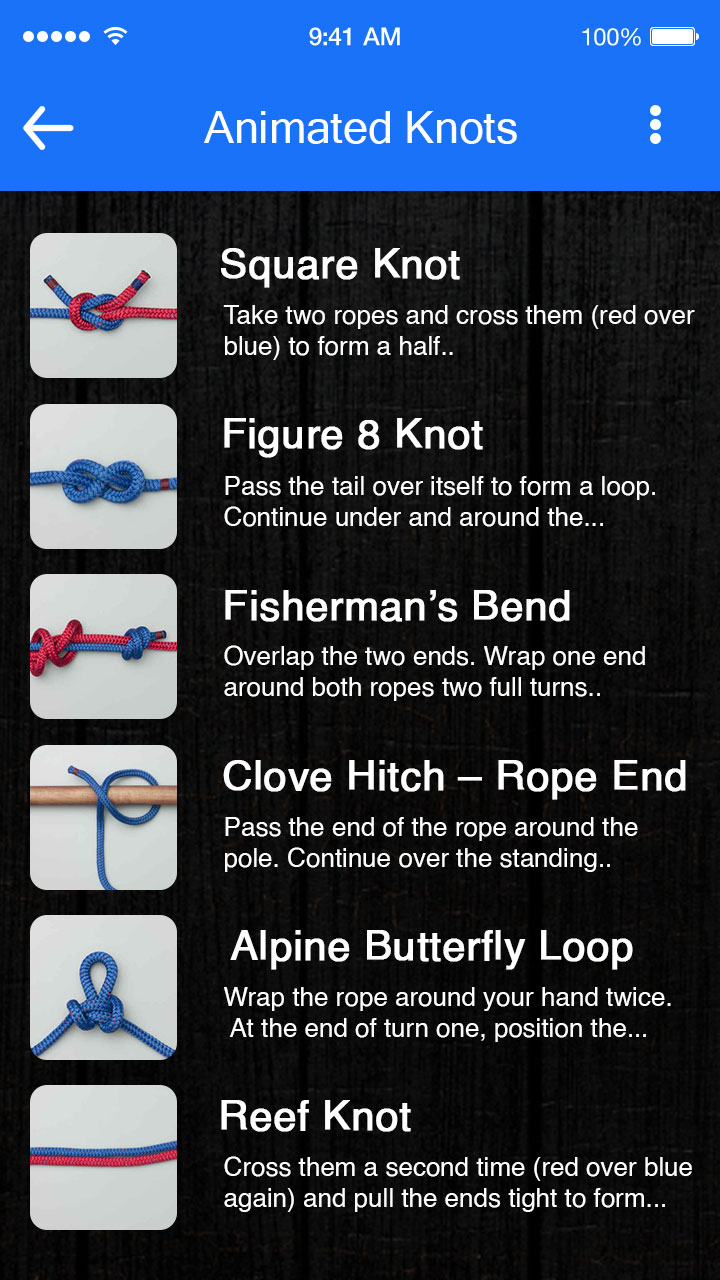 9:41 AM
100%
Animated Knots
Square Knot
Take two ropes and cross them (red over
blue) to form a half..
Figure 8 Knot
Pass the tail over itself to form a loop.
Continue under and around the...
Fisherman’s Bend
Overlap the two ends. Wrap one end
around both ropes two full turns..
Clove Hitch – Rope End
Pass the end of the rope around the
pole. Continue over the standing..
Alpine Butterfly Loop
Wrap the rope around your hand twice.
At the end of turn one, position the...
Reef Knot
Cross them a second time (red over blue
again) and pull the ends tight to form...